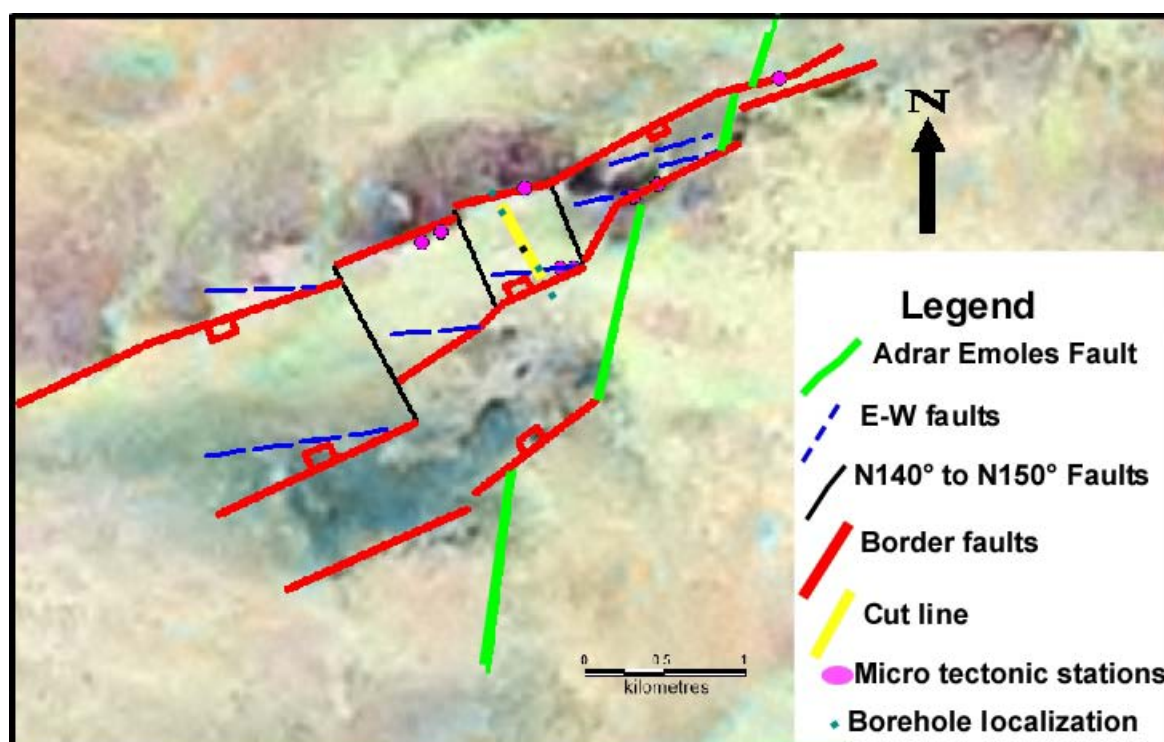 N
Legend
Adrar Emoles Fault
E-W faults
N140° to N150° Faults
Border faults
Cut line
Micro tectonic stations
Borehole localization
0 0.5 1
kilometres